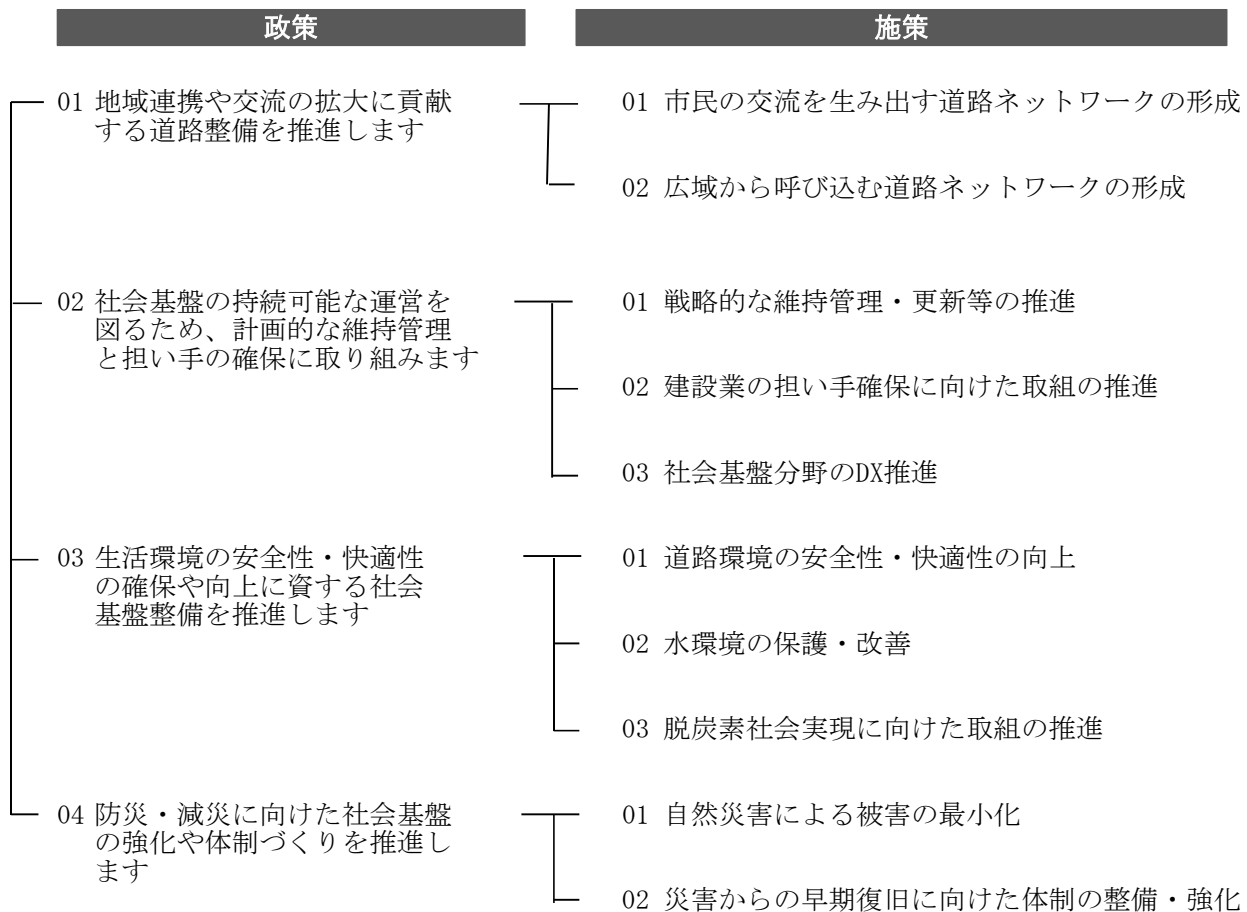 政策
施策
01 地域連携や交流の拡大に貢献
する道路整備を推進します
01 市民の交流を生み出す道路ネットワークの形成
02 広域から呼び込む道路ネットワークの形成
02 社会基盤の持続可能な運営を
図るため、計画的な維持管理
と担い手の確保に取り組みます
01 戦略的な維持管理・更新等の推進
02 建設業の担い手確保に向けた取組の推進
03 社会基盤分野のDX推進
03 生活環境の安全性・快適性
の確保や向上に資する社会
基盤整備を推進します
01 道路環境の安全性・快適性の向上
02 水環境の保護・改善
03 脱炭素社会実現に向けた取組の推進
04 防災・減災に向けた社会基盤
の強化や体制づくりを推進し
ます
01 自然災害による被害の最小化
02 災害からの早期復旧に向けた体制の整備・強化